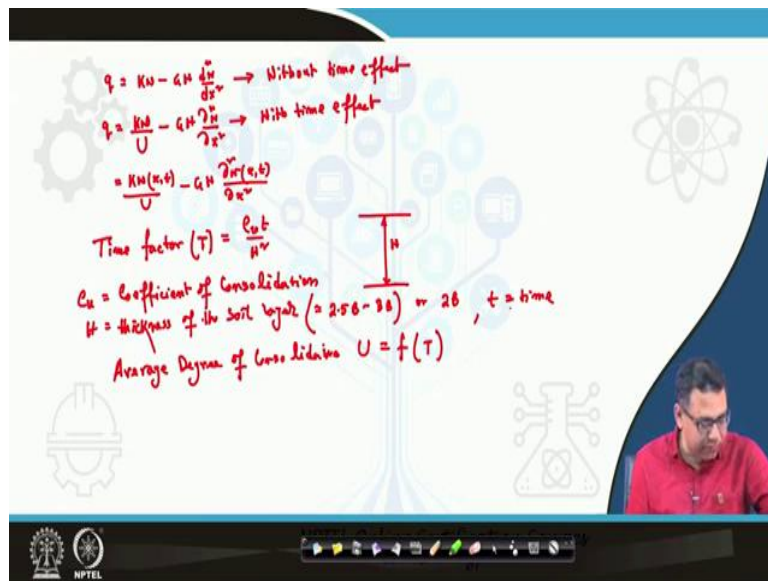 q = KW - GH d²w/dx² → Without time effect
q = KW/U - GH ∂²w/∂x² → With time effect
= KW(x,t)/U - GH ∂²w(x,t)/∂x²
Time factor (T) = Cv t/H²
H
Cv = Coefficient of Consolidation
H = thickness of the soil layer (= 2.5B - 3B) or 2B, t = time
Average Degree of Consolidation U = f(T)
NPTEL